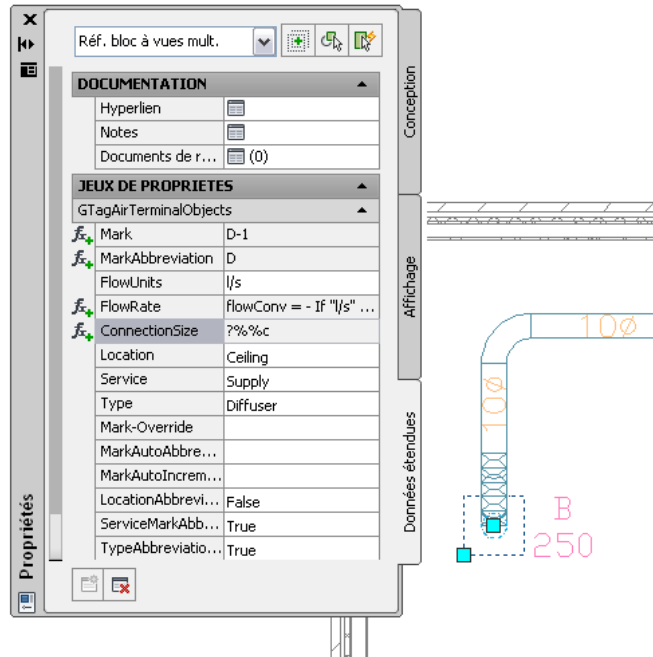 Réf. bloc à vues mult.
DOCUMENTATION
Hyperlien
Notes
Documents de r... (0)
JEUX DE PROPRIETES
GTagAirTerminalObjects
Mark D-1
MarkAbbreviation D
FlowUnits l/s
FlowRate flowConv = - If "l/s" ...
ConnectionSize ?%%c
Location Ceiling
Service Supply
Type Diffuser
Mark-Override
MarkAutoAbbre...
MarkAutoIncrem...
LocationAbbrevi... False
ServiceMarkAbb... True
TypeAbbreviatio... True
Propriétés
Conception
Affichage
Données étendues
10ø
10ø
B
250